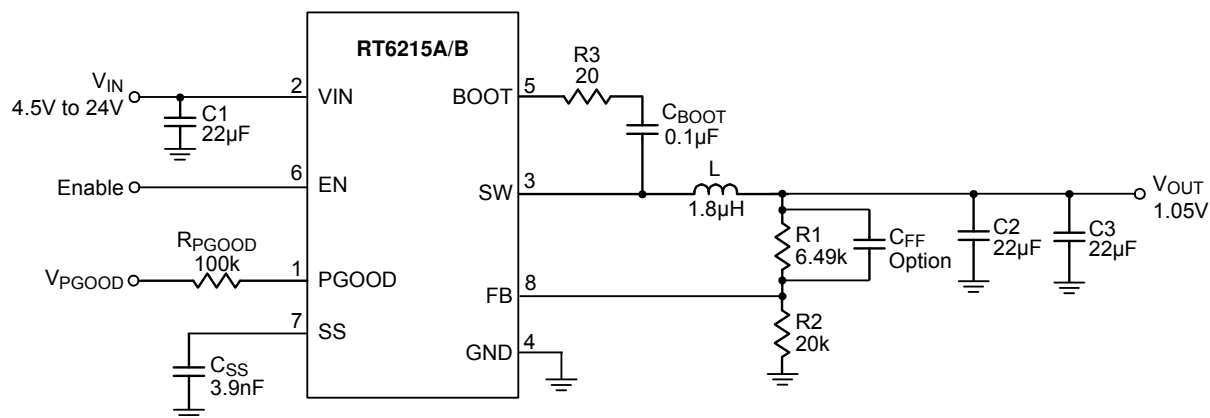 RT6215A/B
V_IN
4.5V to 24V
2
VIN
C1
22µF
Enable
6
EN
R_PGOOD
100k
V_PGOOD
1
PGOOD
7
SS
C_SS
3.9nF
BOOT
5
R3
20
C_BOOT
0.1µF
SW
3
L
1.8µH
V_OUT
1.05V
R1
6.49k
C_FF
Option
C2
22µF
C3
22µF
FB
8
R2
20k
GND
4